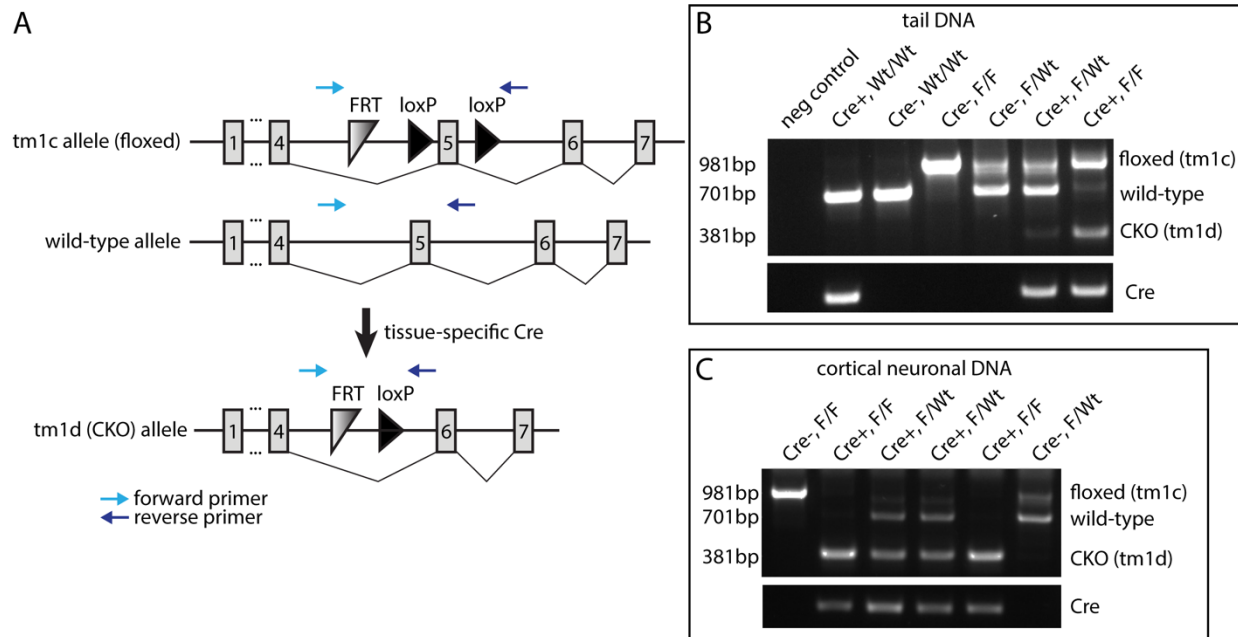 A
FRT loxP loxP
tm1c allele (floxed) 1 ... 4 5 6 7
...
wild-type allele 1 ... 4 5 6 7
...
tissue-specific Cre
FRT loxP
tm1d (CKO) allele 1 ... 4 6 7
...
forward primer
reverse primer
B tail DNA
neg control Cre+, Wt/Wt Cre-, Wt/Wt Cre-, F/F Cre-, F/Wt Cre+, F/Wt Cre+, F/F
981bp floxed (tm1c)
701bp wild-type
381bp CKO (tm1d)
Cre
C cortical neuronal DNA
Cre-, F/F Cre+, F/F Cre+, F/Wt Cre+, F/Wt Cre+, F/F Cre-, F/Wt
981bp floxed (tm1c)
701bp wild-type
381bp CKO (tm1d)
Cre